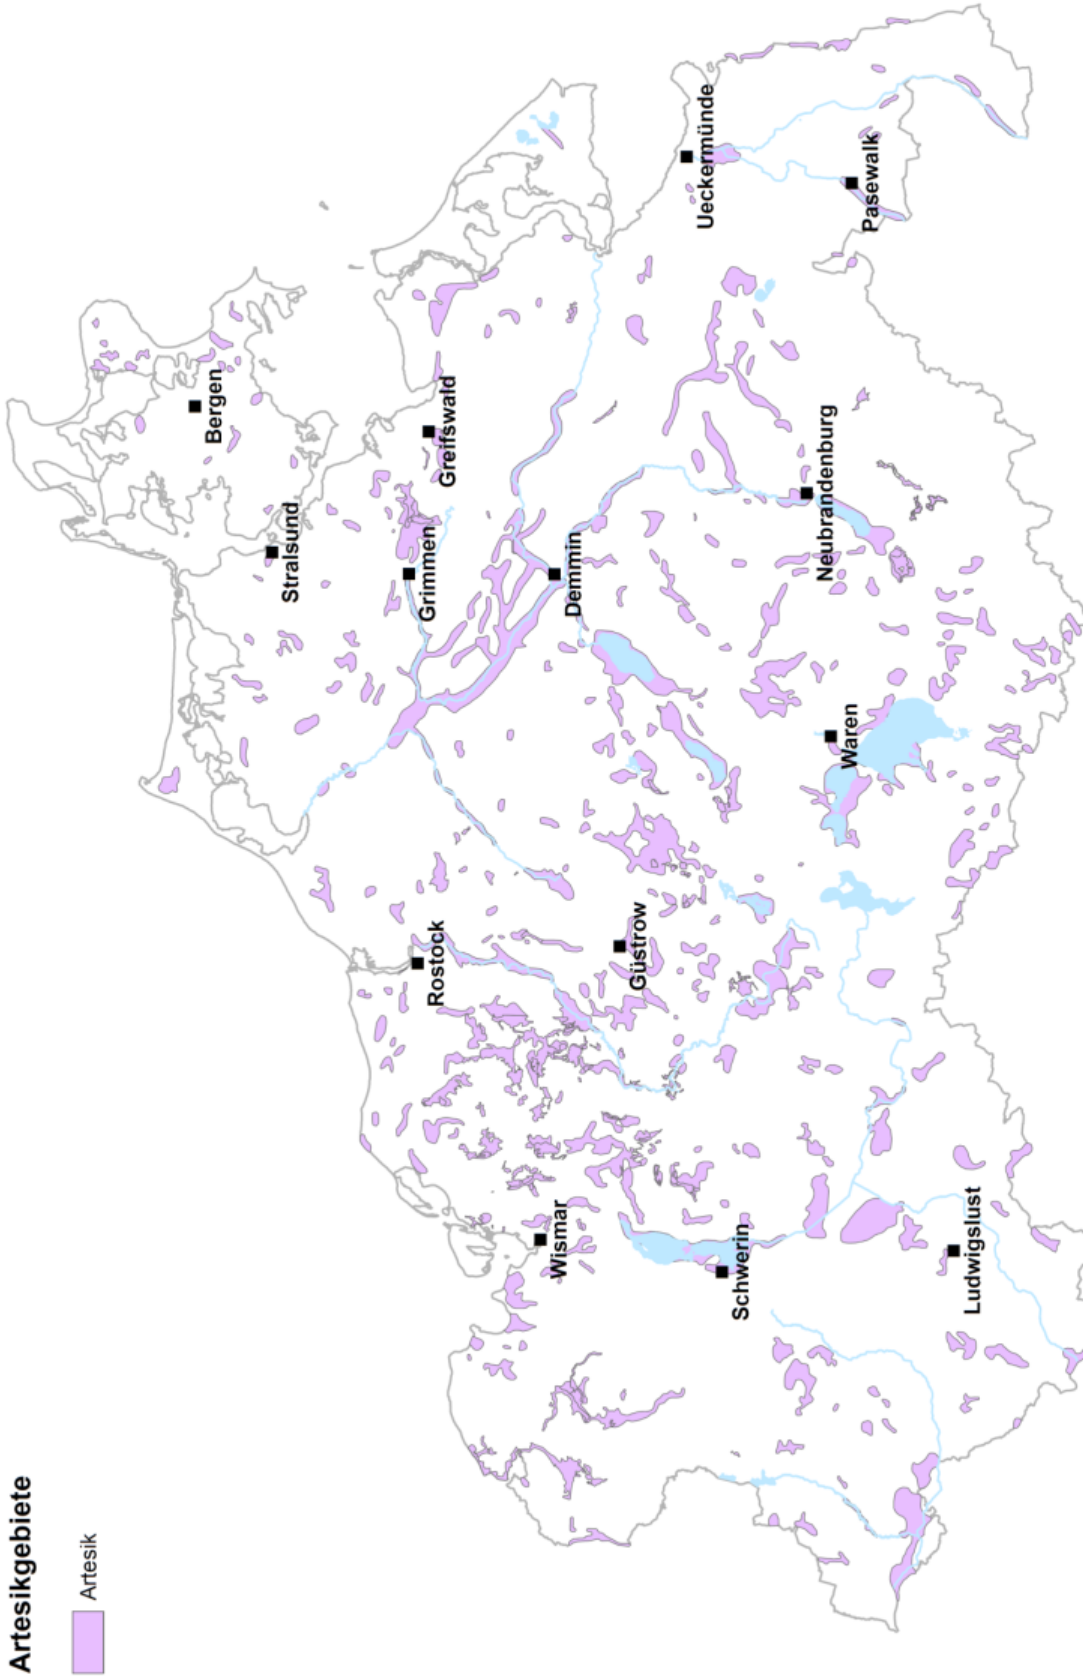 Artesikgebiete
Artesik
Bergen
Stralsund
Greifswald
Grimmen
Ueckermünde
Rostock
Demmin
Pasewalk
Wismar
Güstrow
Neubrandenburg
Schwerin
Waren
Ludwigslust